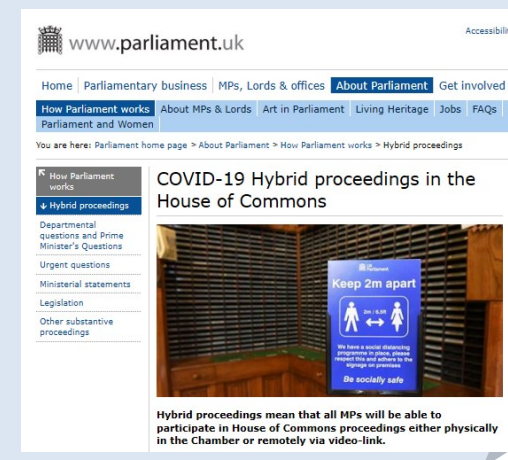 www.parliament.uk
Home Parliamentary business MPs, Lords & offices About Parliament Get involved
How Parliament works About MPs & Lords Art in Parliament Living Heritage Jobs FAQs
Parliament and Women
You are here: Parliament home page > About Parliament > How Parliament works > Hybrid proceedings
How Parliament
works
Hybrid proceedings
Departmental
questions and Prime
Minister's Questions
Urgent questions
Ministerial statements
Legislation
Other substantive
proceedings
COVID-19 Hybrid proceedings in the
House of Commons
UK
Parliament
Keep 2m apart
2m / 6.5ft
We have a social distancing
programme in place, please
respect this and adhere to the
signage on premises
Be socially safe
Hybrid proceedings mean that all MPs will be able to
participate in House of Commons proceedings either physically
in the Chamber or remotely via video-link.